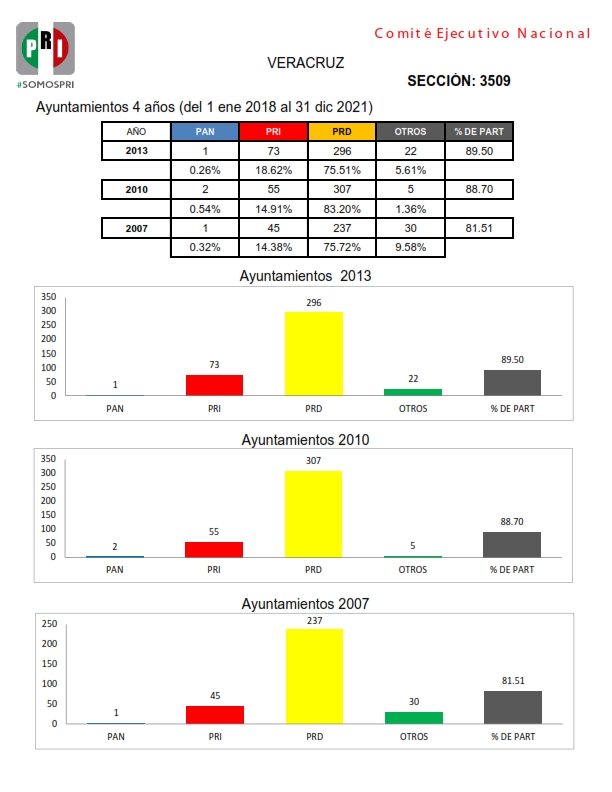 Comité Ejecutivo Nacional
PRI
#SOMOSPRI
VERACRUZ
SECCIÓN: 3509
Ayuntamientos 4 años (del 1 ene 2018 al 31 dic 2021)
AÑO PAN PRI PRD OTROS % DE PART
2013 1 73 296 22 89.50
0.26% 18.62% 75.51% 5.61%
2010 2 55 307 5 88.70
0.54% 14.91% 83.20% 1.36%
2007 1 45 237 30 81.51
0.32% 14.38% 75.72% 9.58%
Ayuntamientos 2013
350
300
250
200
150
100
50
0
1 73 296 22 89.50
PAN PRI PRD OTROS % DE PART
Ayuntamientos 2010
350
300
250
200
150
100
50
0
2 55 307 5 88.70
PAN PRI PRD OTROS % DE PART
Ayuntamientos 2007
250
200
150
100
50
0
1 45 237 30 81.51
PAN PRI PRD OTROS % DE PART